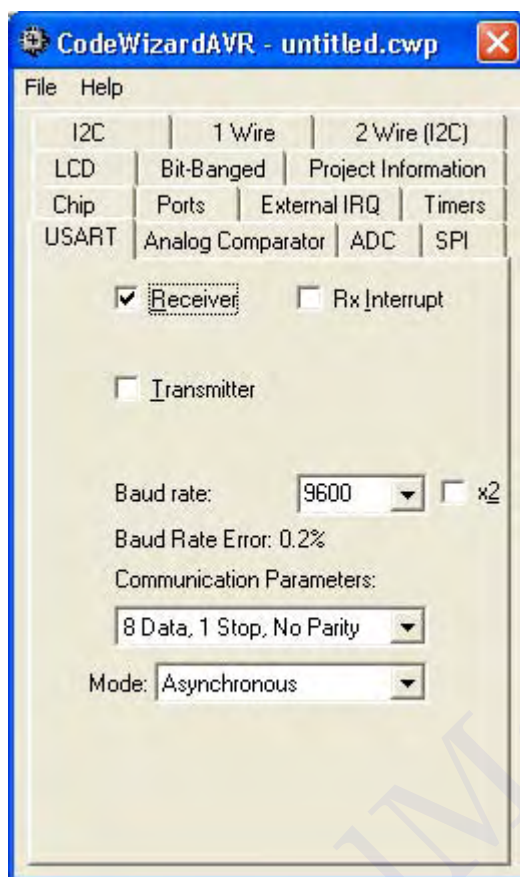 CodeWizardAVR - untitled.cwp
File Help
I2C 1 Wire 2 Wire (I2C)
LCD Bit-Banged Project Information
Chip Ports External IRQ Timers
USART Analog Comparator ADC SPI
Receiver Rx Interrupt
Transmitter
Baud rate: 9600 x2
Baud Rate Error: 0.2%
Communication Parameters:
8 Data, 1 Stop, No Parity
Mode: Asynchronous